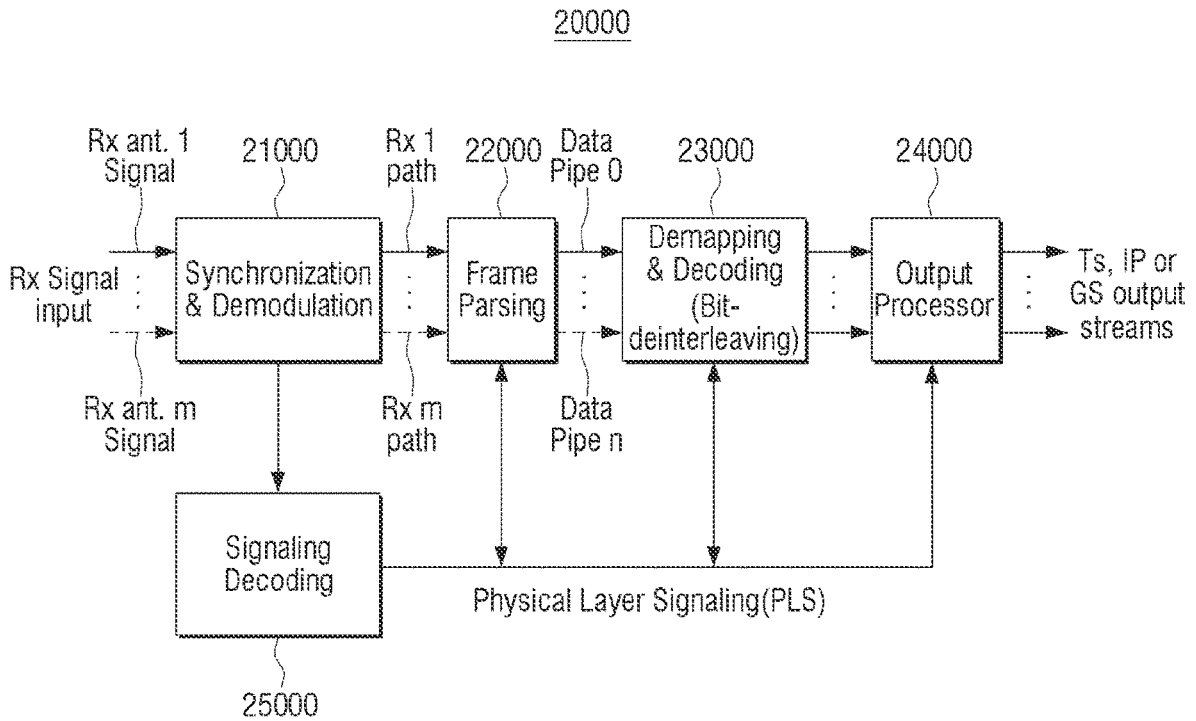 20000
Rx ant. 1
Signal
21000
Rx 1
path
22000
Data
Pipe 0
23000
24000
Rx Signal
input
Synchronization
& Demodulation
Frame
Parsing
Demapping
& Decoding
(Bit-
deinterleaving)
Output
Processor
Ts, IP or
GS output
streams
Rx ant. m
Signal
Rx m
path
Data
Pipe n
Signaling
Decoding
Physical Layer Signaling(PLS)
25000